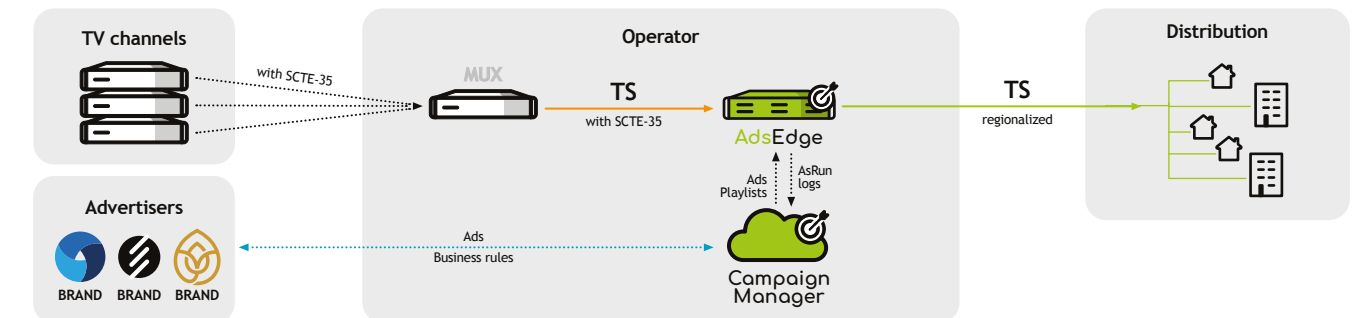 TV channels
with SCTE-35
Operator
MUX
TS
with SCTE-35
AdsEdge
Ads
Playlists
AsRun
logs
Campaign
Manager
TS
regionalized
Distribution
Advertisers
BRAND BRAND BRAND
Ads
Business rules